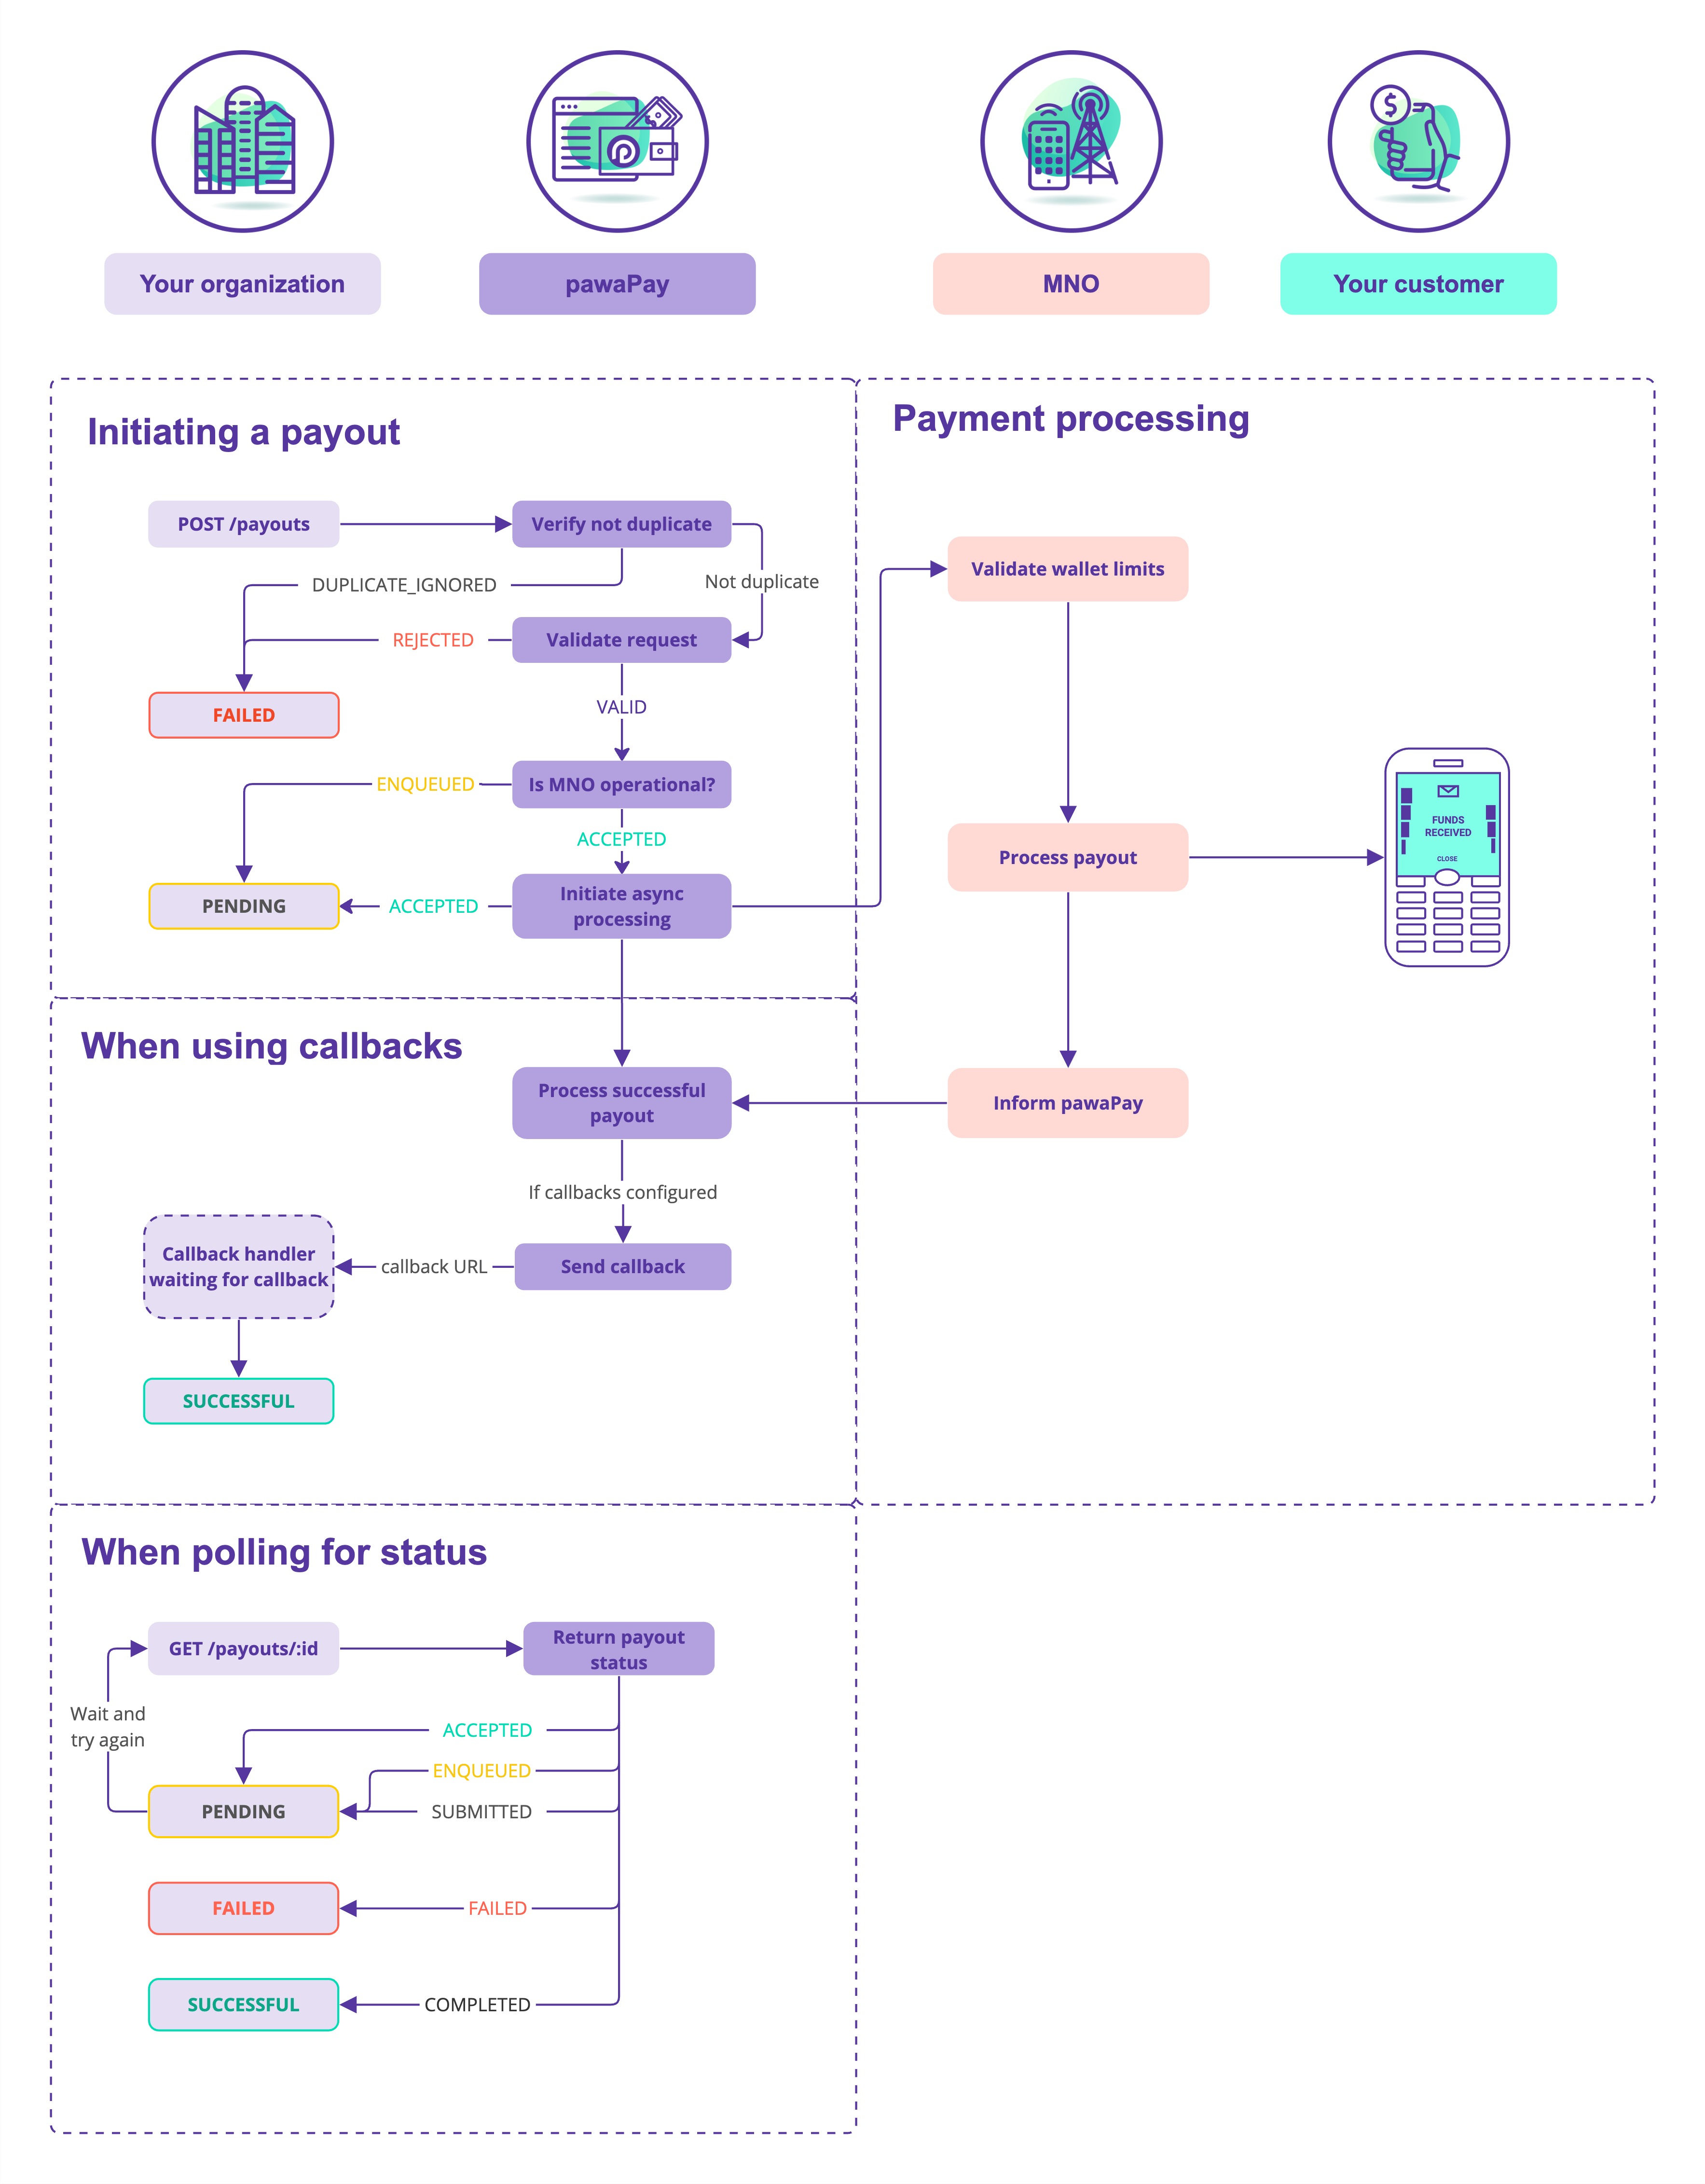 Your organization
pawaPay
MNO
Your customer
Initiating a payout
Payment processing
POST /payouts
Verify not duplicate
DUPLICATE_IGNORED
Not duplicate
Validate wallet limits
REJECTED
Validate request
VALID
FAILED
ENQUEUED
Is MNO operational?
ACCEPTED
Process payout
FUNDS
RECEIVED
CLOSE
PENDING
ACCEPTED
Initiate async
processing
When using callbacks
Process successful
payout
Inform pawaPay
If callbacks configured
Callback handler
waiting for callback
callback URL
Send callback
SUCCESSFUL
When polling for status
GET /payouts/:id
Return payout
status
Wait and
try again
ACCEPTED
ENQUEUED
PENDING
SUBMITTED
FAILED
FAILED
SUCCESSFUL
COMPLETED